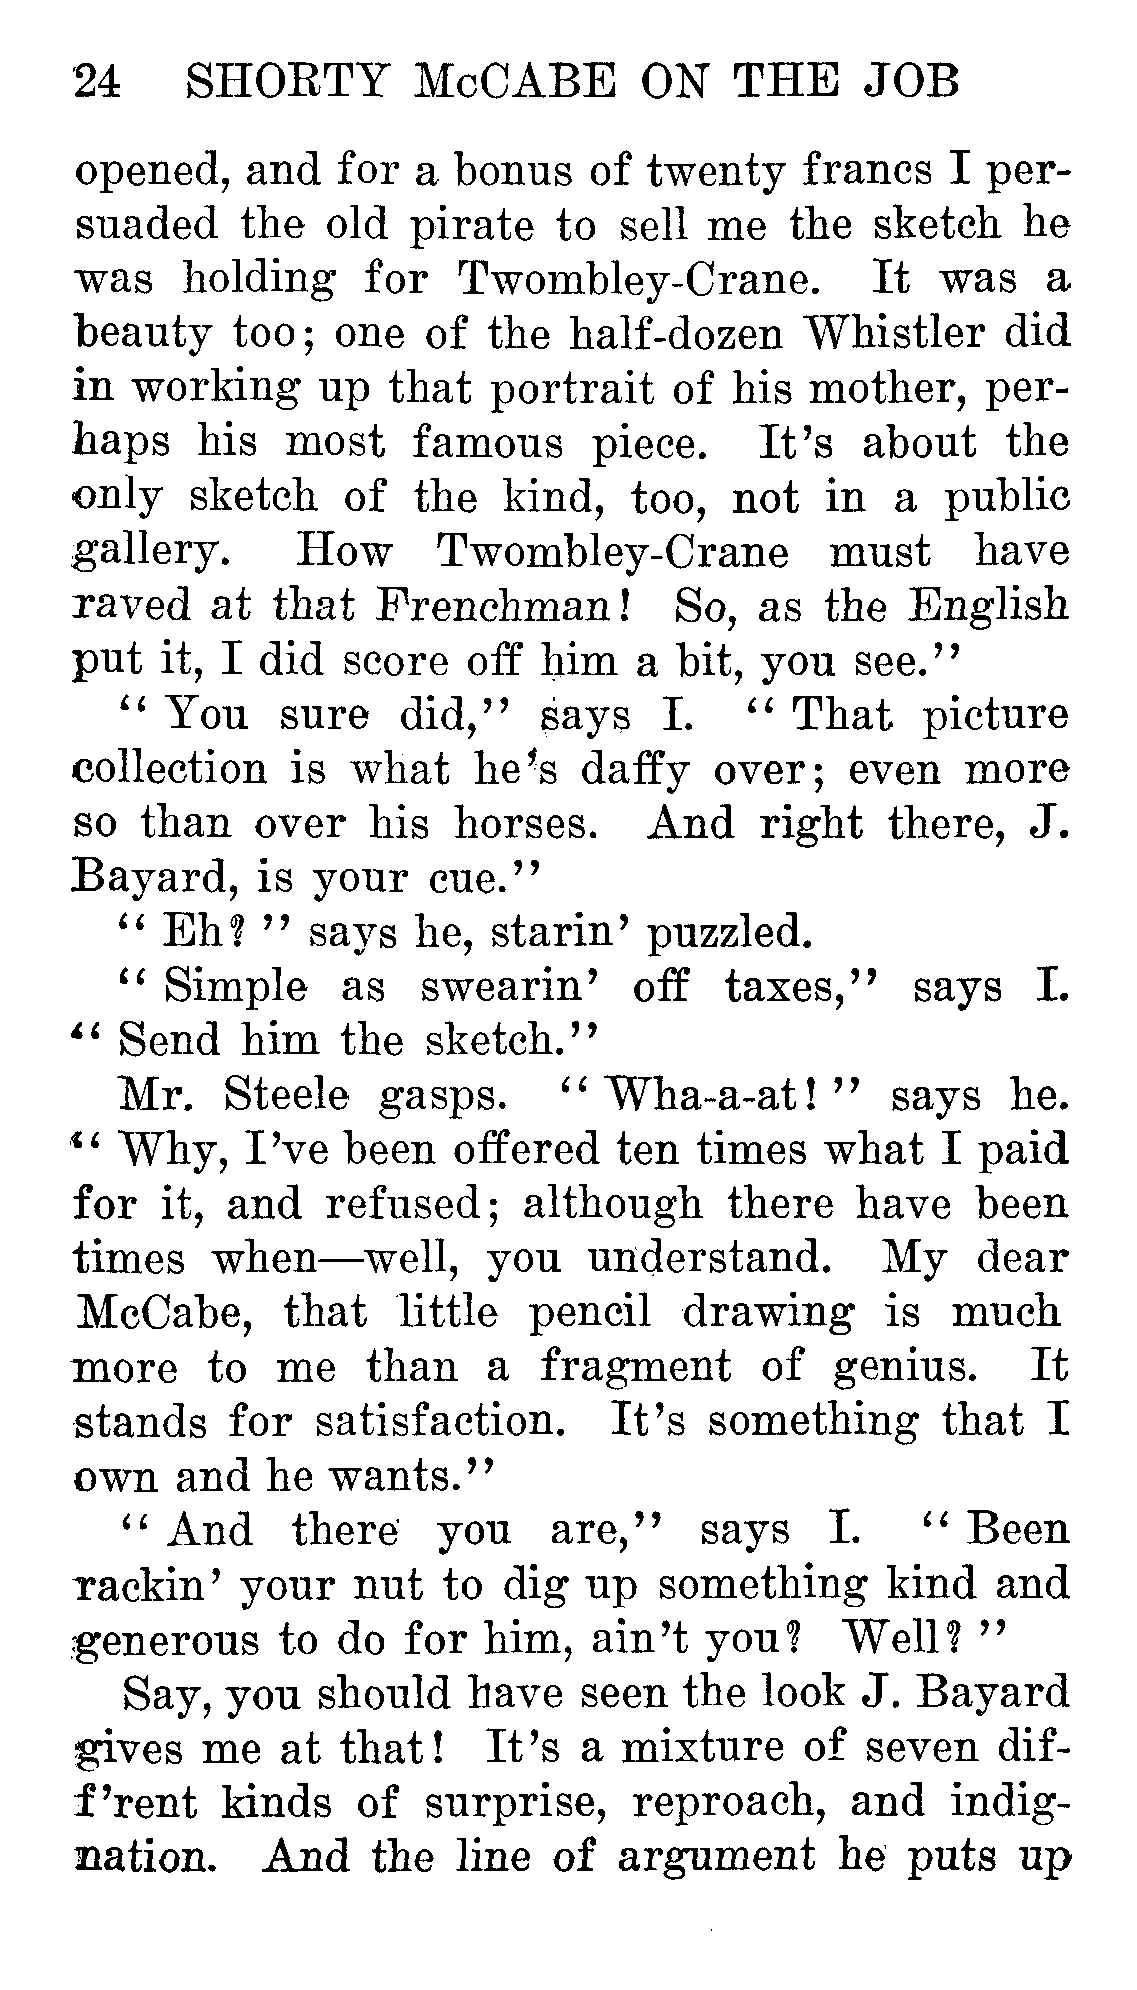 24 SHORTY McCABE ON THE JOB
opened, and for a bonus of twenty francs I per-
suaded the old pirate to sell me the sketch he
was holding for Twombley-Crane. It was a
beauty too; one of the half-dozen Whistler did
in working up that portrait of his mother, per-
haps his most famous piece. It's about the
only sketch of the kind, too, not in a public
gallery. How Twombley-Crane must have
raved at that Frenchman! So, as the English
put it, I did score off him a bit, you see."
"You sure did," says I. "That picture
collection is what he's daffy over; even more
so than over his horses. And right there, J.
Bayard, is your cue."
"Eh?" says he, starin' puzzled.
"Simple as swearin' off taxes," says I.
"Send him the sketch."
Mr. Steele gasps. "Wha-a-at!" says he.
"Why, I've been offered ten times what I paid
for it, and refused; although there have been
times when—well, you understand. My dear
McCabe, that little pencil drawing is much
more to me than a fragment of genius. It
stands for satisfaction. It's something that I
own and he wants."
"And there you are," says I. "Been
rackin' your nut to dig up something kind and
generous to do for him, ain't you? Well?"
Say, you should have seen the look J. Bayard
gives me at that! It's a mixture of seven dif-
f'rent kinds of surprise, reproach, and indig-
nation. And the line of argument he puts up